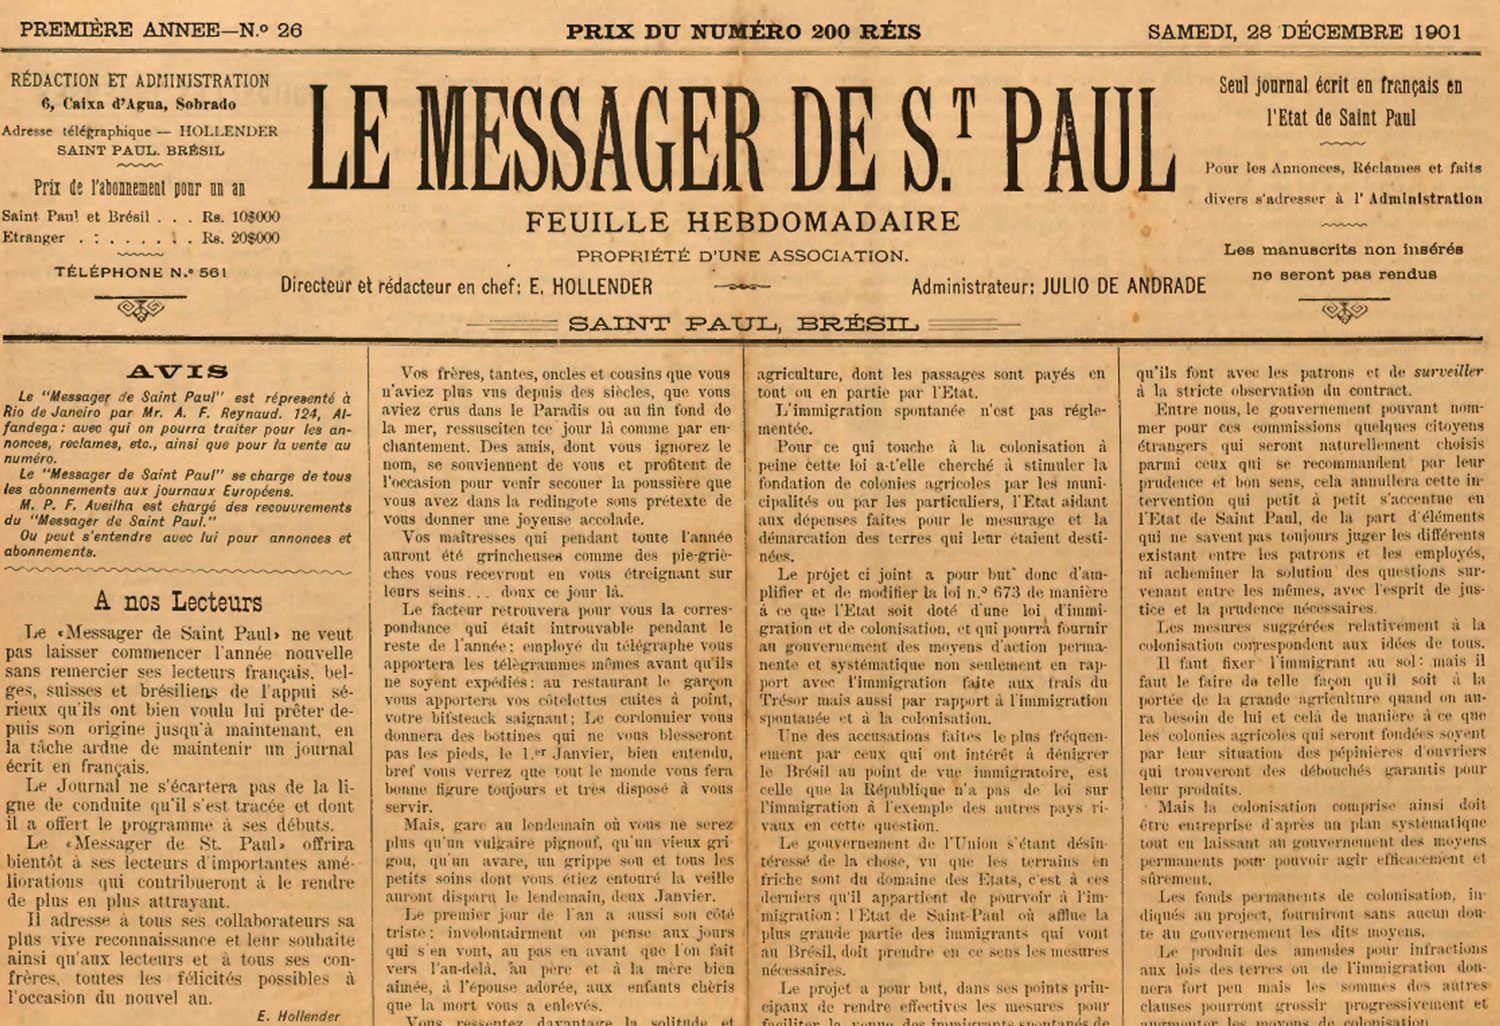 PREMIÈRE ANNEE—N.º 26
PRIX DU NUMÉRO 200 RÉIS
SAMEDI, 28 DÉCEMBRE 1901
RÉDACTION ET ADMINISTRATION
6, Caixa d'Agua, Sobrado
Adresse télégraphique — HOLLENDER
SAINT PAUL. BRÉSIL
Prix de l'abonnement pour un an
Saint Paul et Brésil . . . Rs. 10$000
Etranger . : . . . . . Rs. 20$000
TÉLÉPHONE N.º 561
LE MESSAGER DE S.T PAUL
FEUILLE HEBDOMADAIRE
PROPRIÉTÉ D'UNE ASSOCIATION.
Directeur et rédacteur en chef: E. HOLLENDER
Administrateur: JULIO DE ANDRADE
SAINT PAUL, BRÉSIL
Seul journal écrit en français en
l'Etat de Saint Paul
Pour les Annonces, Réclames et faits
divers s'adresser à l' Administration
Les manuscrits non insérés
ne seront pas rendus
AVIS
Le "Messager de Saint Paul" est réprésenté à
Rio de Janeiro par Mr. A. F. Reynaud. 124, Al-
fandega: avec qui on pourra traiter pour les an-
nonces, reclames, etc., ainsi que pour la vente au
numéro.
Le "Messager de Saint Paul" se charge de tous
les abonnements aux journaux Européens.
M. P. F. Aveilha est chargé des recouvrements
du "Messager de Saint Paul."
Ou peut s'entendre avec lui pour annonces et
abonnements.
A nos Lecteurs
Le «Messager de Saint Paul» ne veut
pas laisser commencer l'année nouvelle
sans remercier ses lecteurs français, bel-
ges, suisses et brésiliens de l'appui sé-
rieux qu'ils ont bien voulu lui prêter de-
puis son origine jusqu'à maintenant, en
la tâche ardue de maintenir un journal
écrit en français.
Le Journal ne s'écartera pas de la li-
gne de conduite qu'il s'est tracée et dont
il a offert le programme à ses débuts.
Le «Messager de St. Paul» offrira
bientôt à ses lecteurs d'importantes amé-
liorations qui contribueront à le rendre
de plus en plus attrayant.
Il adresse à tous ses collaborateurs sa
plus vive reconnaissance et leur souhaite
ainsi qu'aux lecteurs et à tous ses con-
frères, toutes les félicités possibles à
l'occasion du nouvel an.
E. Hollender
Vos frères, tantes, oncles et cousins que vous
n'aviez plus vns depuis des siècles, que vous
aviez crus dans le Paradis ou au fin fond de
la mer, ressusciten tce jour là comme par en-
chantement. Des amis, dont vous ignorez le
nom, se souviennent de vous et profitent de
l'occasion pour venir secouer la poussière que
vous avez dans la redingote sous prétexte de
vous donner une joyeuse accolade.
Vos maîtresses qui pendant toute l'année
auront été grincheuses comme des pie-griè-
ches vous recevront en vous étreignant sur
leurs seins... doux ce jour là.
Le facteur retrouvera pour vous la corres-
pondance qui était introuvable pendant le
reste de l'année; employé du télégraphe vous
apportera les télègrammes mêmes avant qu'ils
ne soyent expédiés: au restaurant le garçon
vous apportera vos côtelettes cuites à point,
votre bifsteack saignant; Le cordonnier vous
donnera des bottines qui ne vous blesseront
pas les pieds, le 1.er Janvier, bien entendu,
bref vous verrez que tout le monde vous fera
bonne figure toujours et très disposé à vous
servir.
Mais, gare au lendemain où vous ne serez
plus qu'un vulgaire pignouf, qu'un vieux gri
gou, qu'un avare, un grippe sou et tous les
petits soins dont vous étiez entouré la veille
auront disparu le lendemain, deux Janvier.
Le premier jour de l'an a aussi son côté
triste: involontairment on pense aux jours
qui s'en vont, au pas en avant que l'on fait
vers l'au-delà, au père et à la mère bien
aimée, à l'épouse adorée, aux enfants chèris
que la mort vous a enlevés.
Vous ressentez davantage la solitude et
agriculture, dont les passages sont payés en
tout ou en partie par l'Etat.
L'immigration spontanée n'est pas régle-
mentée.
Pour ce qui touche à la colonisation à
peine cette loi a-t'elle cherché à stimuler la
fondation de colonies agricoles par les muni-
cipalités ou par les particuliers, l'Etat aidant
aux dépenses faites pour le mesurage et la
démarcation des terres qui leur étaient desti-
nées.
Le projet ci joint a pour but donc d'am-
plifier et de modifier la loi n.º 673 de manière
à ce que l'Etat soit doté d'une loi d'immi-
gration et de colonisation, et qui pourra fournir
au gouvernement des moyens d'action perma-
nente et systématique non seulement en rap-
port avec l'immigration faite aux frais du
Trésor mais aussi par rapport à l'immigration
spontanée et à la colonisation.
Une des accusations faites le plus fréquen-
ement par ceux qui ont intérêt à dénigrer
le Brésil au point de vue immigratoire, est
celle que la République n'a pas de loi sur
l'immigration à l'exemple des autres pays ri-
vaux en cette question.
Le gouvernement de l'Union s'étant désin-
téressé de la chose, vu que les terrains en
friche sont du domaine des Etats, c'est à ces
derniers qu'il appartient de pourvoir à l'im-
migration: l'Etat de Saint-Paul où afflue la
plus grande partie des immigrants qui vont
au Brésil, doit prendre en ce sens les mesures
nécessaires.
Le projet a pour but, dans ses points prin-
cipaux de rendre effectives les mesures pour
faciliter la venue des immigrants spontanés de
qu'ils font avec les patrons et de surveiller
à la stricte observation du contract.
Entre nous, le gouvernement pouvant nom-
mer pour ces commissions quelques citoyens
étrangers qui seront naturellement choisis
parmi ceux qui se recommandent par leur
prudence et bon sens, cela annullera cette in-
tervention qui petit à petit s'accentue en
l'Etat de Saint Paul, de la part d'éléments
qui ne savent pas toujours juger les différents
existant entre les patrons et les employés,
ni acheminer la solution des questions sur-
venant entre les mêmes, avec l'esprit de jus-
tice et la prudence nécessaires.
Les mesures suggérées relativement à la
colonisation correspondent aux idées de tous.
Il faut fixer l'immigrant au sol: mais il
faut le faire de telle façon qu'il soit à la
portée de la grande agriculture quand on au-
ra besoin de lui et celà de manière à ce que
les colonies agricoles qui seront fondées soyent
par leur situation des pépinières d'ouvriers
qui trouveront des débouchés garantis pour
leur produits.
Mais la colonisation comprise ainsi doit
être entreprise d'après un plan systématique
tout en laissant au gouvernement des moyens
permanents pour pouvoir agir efficacement et
sûrement.
Les fonds permanents de colonisation, in-
diqués au project, fourniront sans aucun dou-
te au gouvernement les dits moyens.
Le produit des amendes pour infractions
aux lois des terres ou de l'immigration don-
nera fort peu mais les sommes des autres
clauses pourront grossir progressivement et
augmenter les moyens de colonisation.